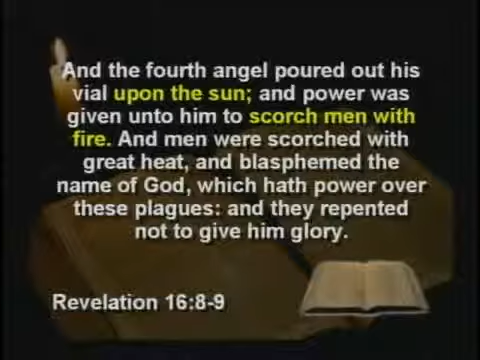 And the fourth angel poured out his
vial upon the sun; and power was
given unto him to scorch men with
fire. And men were scorched with
great heat, and blasphemed the
name of God, which hath power over
these plagues: and they repented
not to give him glory.
Revelation 16:8-9